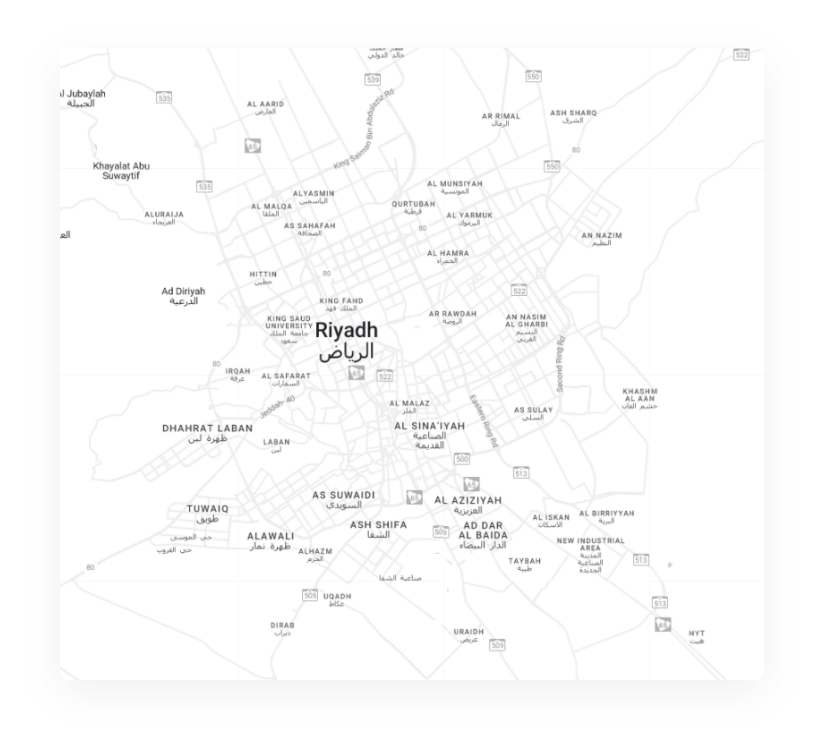 خالد الدولي
522
539
550
Al Jubaylah
الجبيلة
535
AL AARID
العارض
AR RIMAL
الرمال
ASH SHARQ
الشرق
65
King Salman Bin Abdulaziz Rd
80
550
Khayalat Abu
Suwaytif
535
AL MUNSIYAH
المونسية
ALYASMIN
الياسمين
AL MALQA
الملقا
QURTUBAH
قرطبة
ALURAIJA
العريجاء
AL YARMUK
اليرموك
AS SAHAFAH
الصحافة
80
AN NAZIM
النظيم
الع
AL HAMRA
الحمراء
HITTIN
حطين
80
Ad Diriyah
الدرعية
522
KING FAHD
الملك فهد
KING SAUD
UNIVERSITY
جامعة الملك
سعود
Riyadh
الرياض
AR RAWDAH
الروضة
AN NASIM
AL GHARBI
النسيم
الغربي
Second Ring Rd
80
IRQAH
عرقة
AL SAFARAT
السفارات
65
522
KHASHM
AL AAN
خشم العان
Jeddah- 40
AL MALAZ
الملز
Eastern Ring Rd
AS SULAY
السلي
DHAHRAT LABAN
ظهرة لبن
LABAN
لبن
AL SINA'IYAH
الصناعية
القديمة
500
513
65
AS SUWAIDI
السويدي
65
AL AZIZIYAH
العزيزية
TUWAIQ
طويق
ASH SHIFA
الشفا
509
AD DAR
AL BAIDA
الدار البيضاء
AL ISKAN
الاسكان
AL BIRRIYYAH
البرية
حي الموسى
حي الغروب
ALAWALI
ظهرة نمار
ALHAZM
الحزم
NEW INDUSTRIAL
AREA
المدينة
الصناعية
الجديدة
TAYBAH
طيبة
513
80
صناعية الشفا
505
UQADH
عكاظ
513
DIRAB
ديراب
65
URAIDH
عريض
509
HYT
هيت